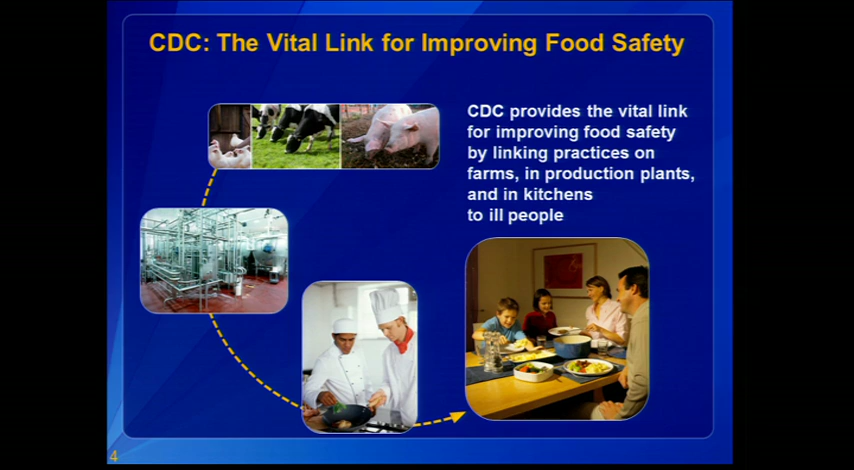 CDC: The Vital Link for Improving Food Safety
CDC provides the vital link
for improving food safety
by linking practices on
farms, in production plants,
and in kitchens
to ill people
4